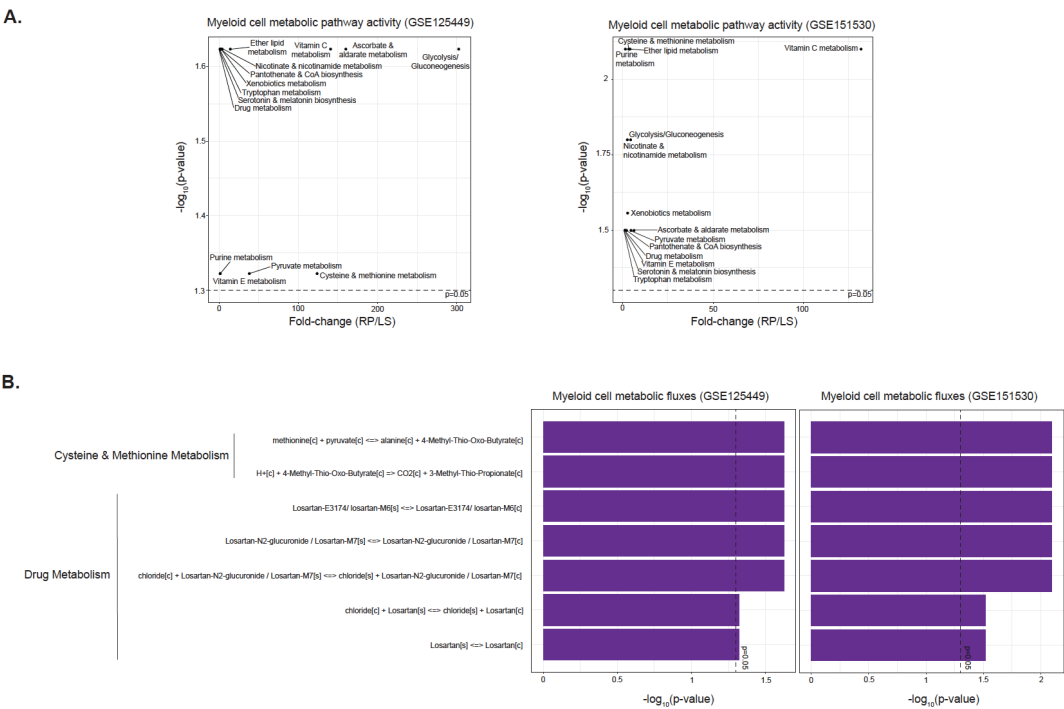 A.
Myeloid cell metabolic pathway activity (GSE125449)
Ether lipid
metabolism
Vitamin C
metabolism
Ascorbate &
aldarate metabolism
Glycolysis/
Gluconeogenesis
Nicotinate & nicotinamide metabolism
Pantothenate & CoA biosynthesis
Xenobiotics metabolism
Tryptophan metabolism
Serotonin & melatonin biosynthesis
Drug metabolism
Purine metabolism
Pyruvate metabolism
Vitamin E metabolism
Cysteine & methionine metabolism
p=0.05
1.6
1.5
1.4
1.3
-log10(p-value)
0 100 200 300
Fold-change (RP/LS)
Myeloid cell metabolic pathway activity (GSE151530)
Cysteine & methionine metabolism
Ether lipid metabolism
Purine
metabolism
Vitamin C metabolism
Glycolysis/Gluconeogenesis
Nicotinate &
nicotinamide metabolism
Xenobiotics metabolism
Ascorbate & aldarate metabolism
Pyruvate metabolism
Pantothenate & CoA biosynthesis
Drug metabolism
Vitamin E metabolism
Serotonin & melatonin biosynthesis
Tryptophan metabolism
p=0.05
2
1.75
1.5
-log10(p-value)
0 50 100
Fold-change (RP/LS)
B.
Myeloid cell metabolic fluxes (GSE125449)
Myeloid cell metabolic fluxes (GSE151530)
Cysteine & Methionine Metabolism
methionine[c] + pyruvate[c] <=> alanine[c] + 4-Methyl-Thio-Oxo-Butyrate[c]
H+[c] + 4-Methyl-Thio-Oxo-Butyrate[c] => CO2[c] + 3-Methyl-Thio-Propionate[c]
Drug Metabolism
Losartan-E3174/ losartan-M6[s] <=> Losartan-E3174/ losartan-M6[c]
Losartan-N2-glucuronide / Losartan-M7[s] <=> Losartan-N2-glucuronide / Losartan-M7[c]
chloride[c] + Losartan-N2-glucuronide / Losartan-M7[s] <=> chloride[s] + Losartan-N2-glucuronide / Losartan-M7[c]
chloride[c] + Losartan[s] <=> chloride[s] + Losartan[c]
Losartan[s] <=> Losartan[c]
p=0.05
p=0.05
0 0.5 1 1.5
0 0.5 1 1.5 2
-log10(p-value)
-log10(p-value)